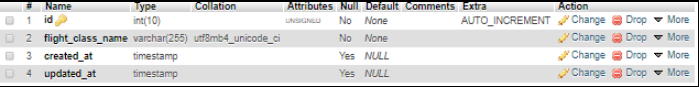 # Name Type Collation Attributes Null Default Comments Extra Action
1 id int(10) UNSIGNED No None AUTO_INCREMENT Change Drop More
2 flight_class_name varchar(255) utf8mb4_unicode_ci No None Change Drop More
3 created_at timestamp Yes NULL Change Drop More
4 updated_at timestamp Yes NULL Change Drop More